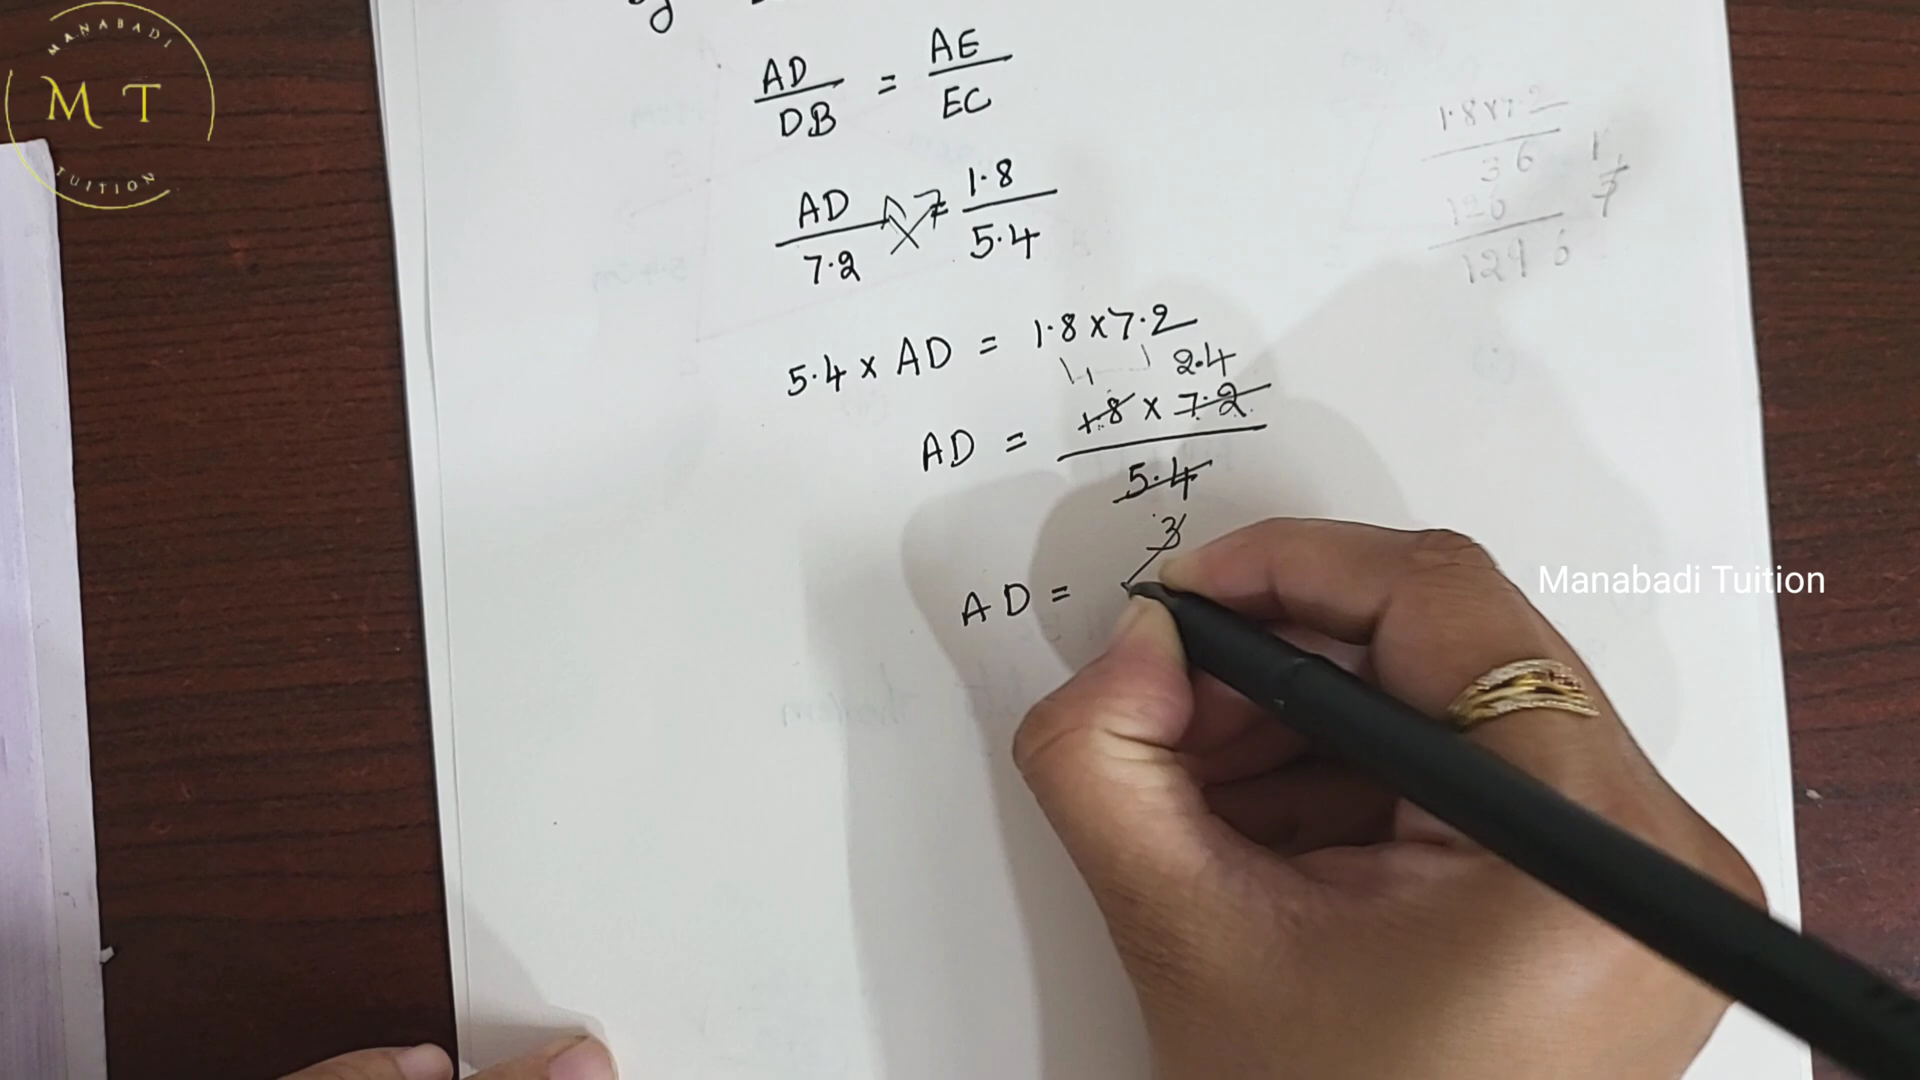 MANABADI
M T
TUITION
AD/DB = AE/EC
AD/7.2 = 1.8/5.4
5.4 × AD = 1.8 × 7.2
2.4
AD = 1.8 × 7.2 / 5.4
3
AD =
1.8×7.2
36
126
1296
Manabadi Tuition